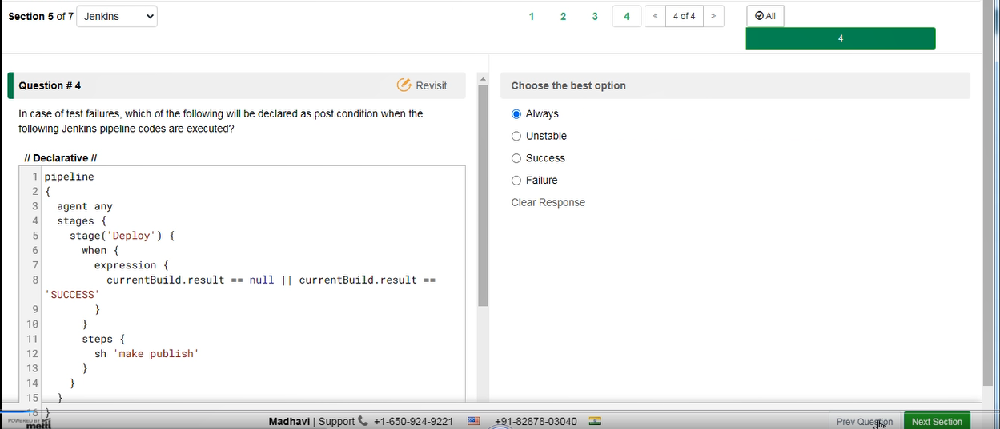 Section 5 of 7 Jenkins
1 2 3 4 < 4 of 4 > All
4
Question # 4 Revisit
In case of test failures, which of the following will be declared as post condition when the
following Jenkins pipeline codes are executed?
// Declarative //
1 pipeline
2 {
3 agent any
4 stages {
5 stage('Deploy') {
6 when {
7 expression {
8 currentBuild.result == null || currentBuild.result ==
'SUCCESS'
9 }
10 }
11 steps {
12 sh 'make publish'
13 }
14 }
15 }
16 }
Choose the best option
Always
Unstable
Success
Failure
Clear Response
POWERED BY
mettl
Madhavi | Support +1-650-924-9221 +91-82878-03040
Prev Question Next Section